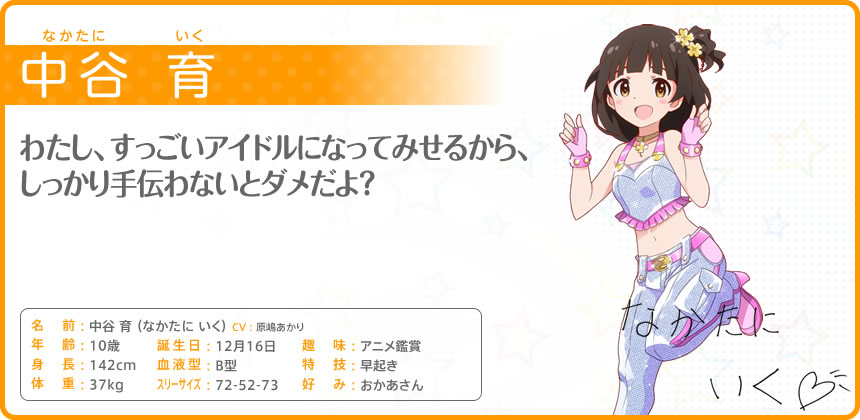 なかたに いく
中谷 育
わたし、すっごいアイドルになってみせるから、
しっかり手伝わないとダメだよ?
名 前:中谷 育 (なかたに いく) CV:原嶋あかり
年 齢:10歳 誕生日:12月16日 趣 味:アニメ鑑賞
身 長:142cm 血液型:B型 特 技:早起き
体 重:37kg スリーサイズ:72-52-73 好 み:おかあさん
なかたに
いく